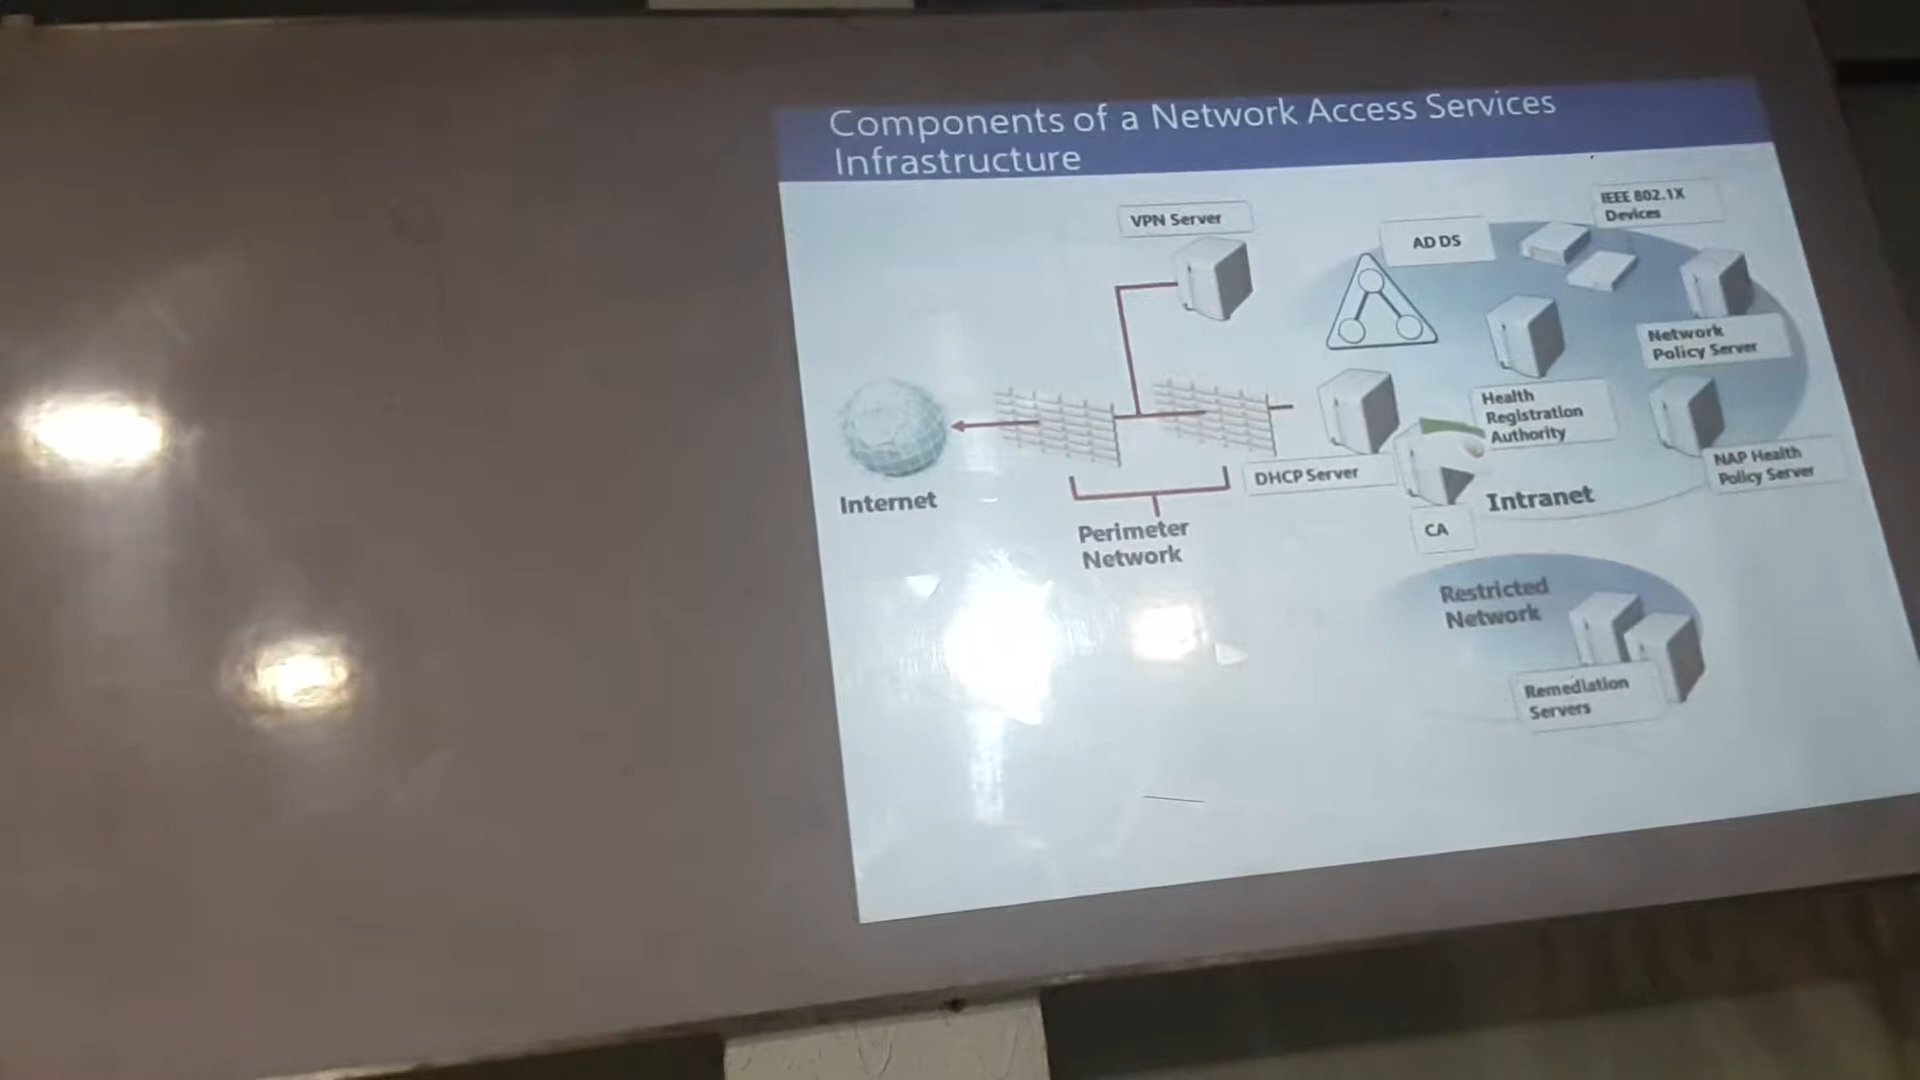 Components of a Network Access Services
Infrastructure
VPN Server
AD DS
IEEE 802.1X
Devices
Network
Policy Server
Health
Registration
Authority
DHCP Server
NAP Health
Policy Server
Internet
Intranet
Perimeter
Network
CA
Restricted
Network
Remediation
Servers